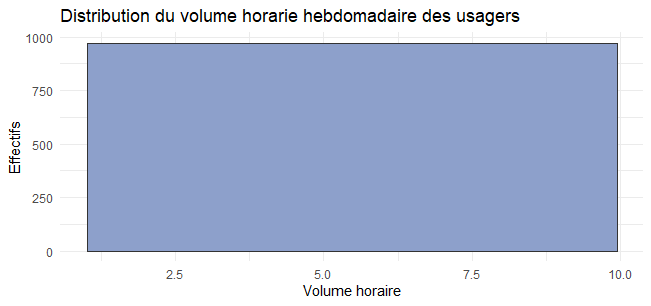 Distribution du volume horarie hebdomadaire des usagers
1000
750
500
250
0
Effectifs
2.5 5.0 7.5 10.0
Volume horaire